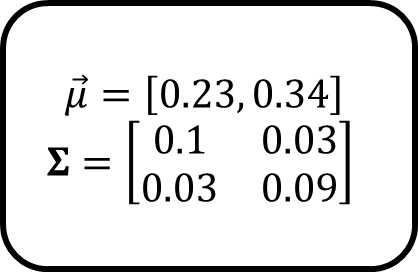 μ⃗ = [0.23, 0.34]
Σ = [0.1 0.03
0.03 0.09]